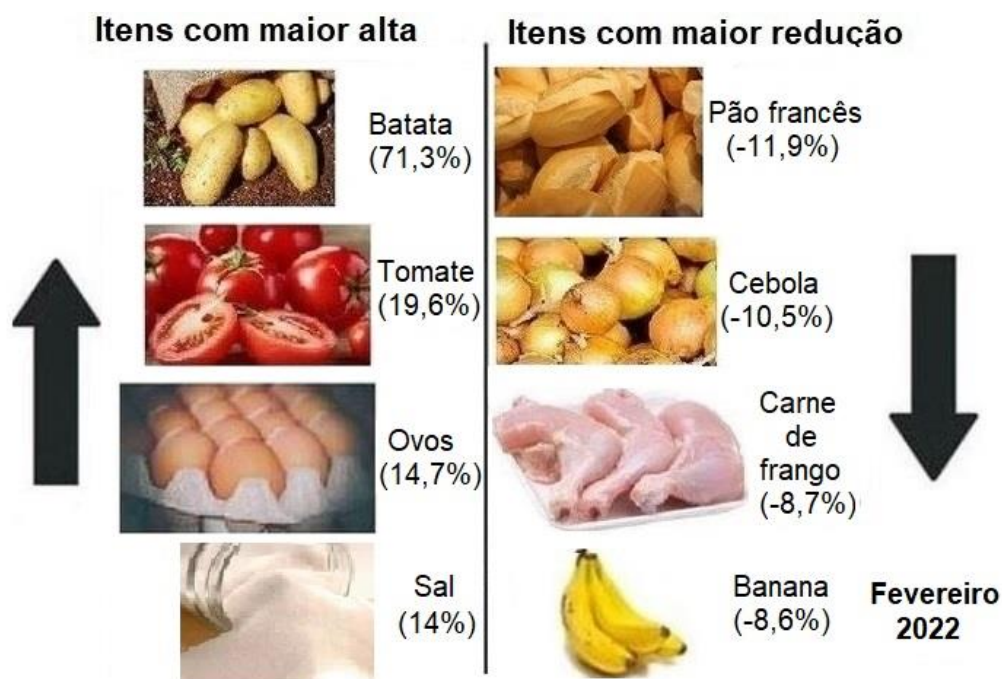 Itens com maior alta
Batata
(71,3%)
Tomate
(19,6%)
Ovos
(14,7%)
Sal
(14%)
Itens com maior redução
Pão francês
(-11,9%)
Cebola
(-10,5%)
Carne
de
frango
(-8,7%)
Banana
(-8,6%)
Fevereiro
2022